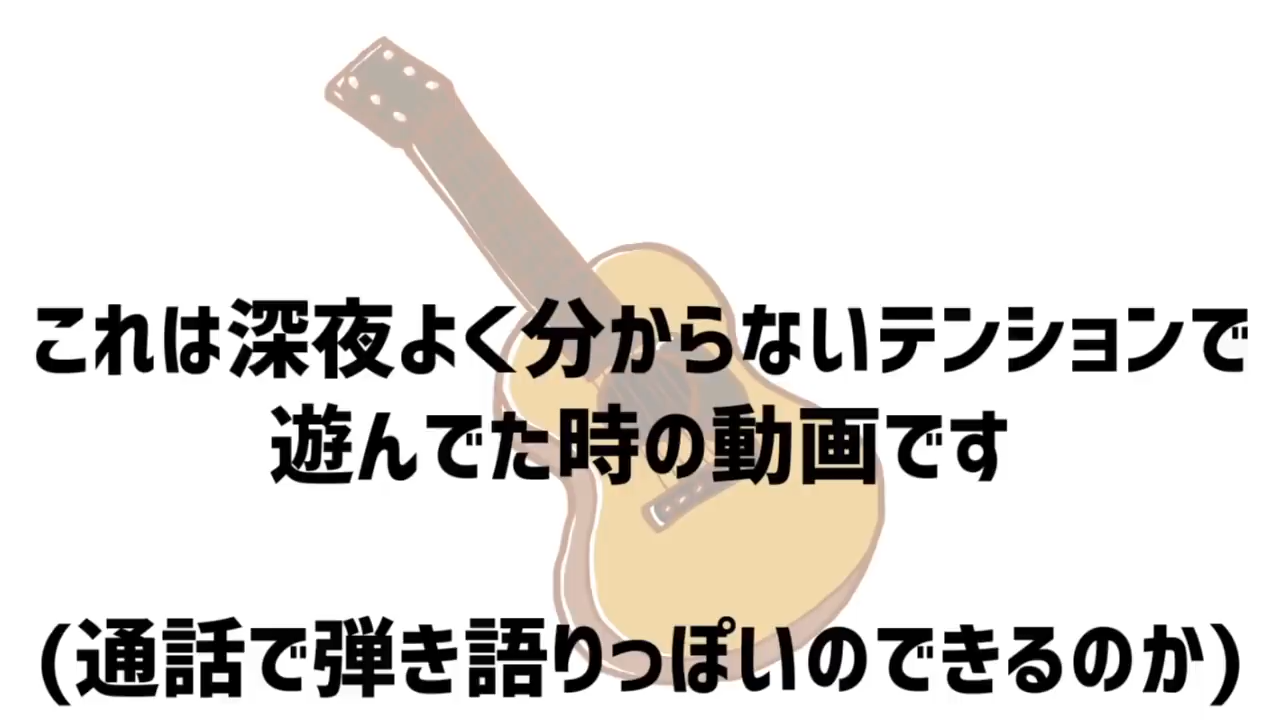 これは深夜よく分からないテンションで
遊んでた時の動画です
(通話で弾き語りっぽいのできるのか)